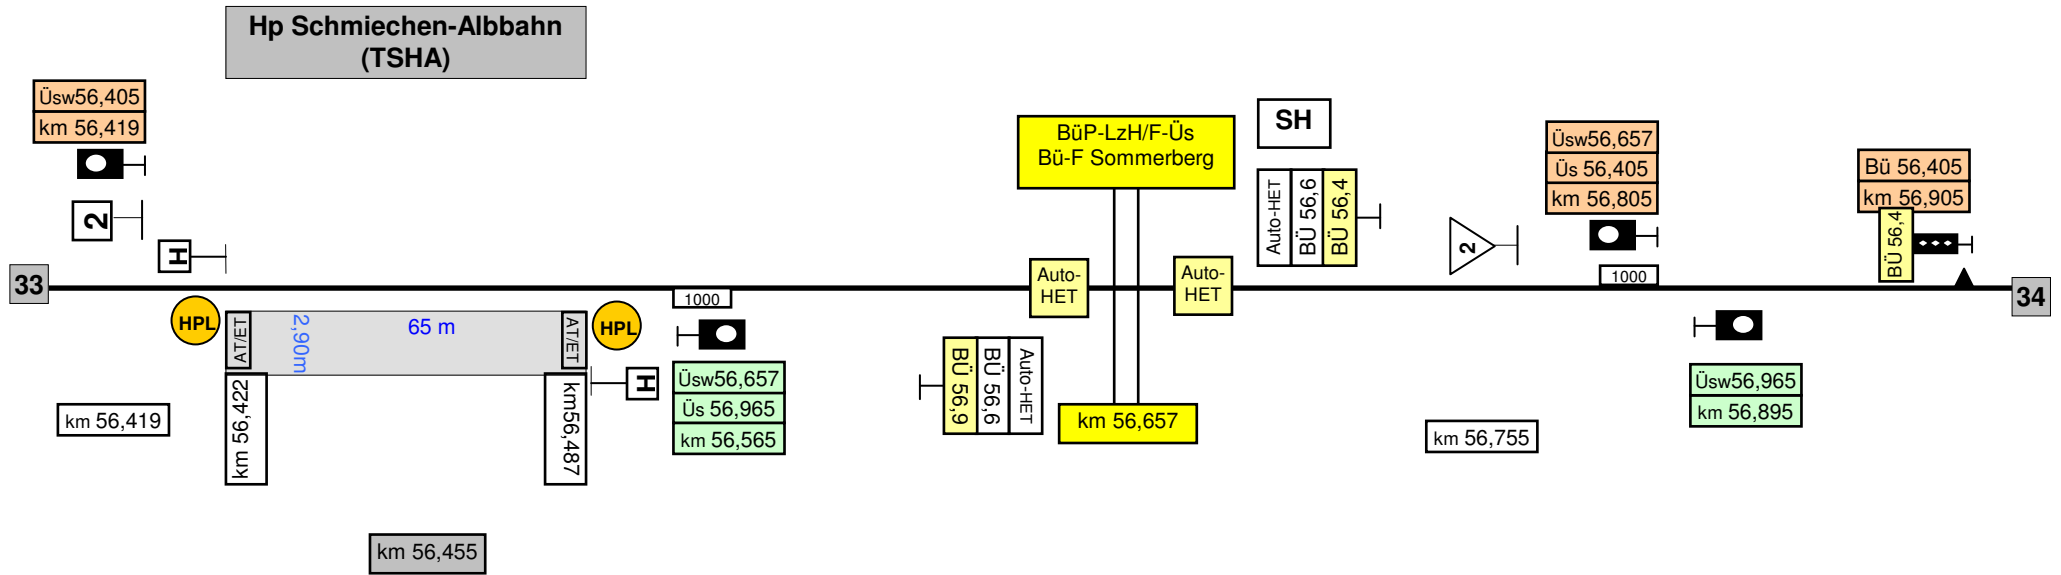 Hp Schmiechen-Albbahn
(TSHA)
Üsw56,405
km 56,419
2
H
33
HPL
AT/ET
2,90m
65 m
AT/ET
HPL
km 56,422
km56,487
H
km 56,419
km 56,455
1000
Üsw56,657
Üs 56,965
km 56,565
BÜ 56,9
BÜ 56,6
Auto-HET
BüP-LzH/F-Üs
Bü-F Sommerberg
Auto-
HET
Auto-
HET
km 56,657
SH
Auto-HET
BÜ 56,6
BÜ 56,4
2
km 56,755
Üsw56,657
Üs 56,405
km 56,805
1000
Üsw56,965
km 56,895
Bü 56,405
km 56,905
BÜ 56,4
34